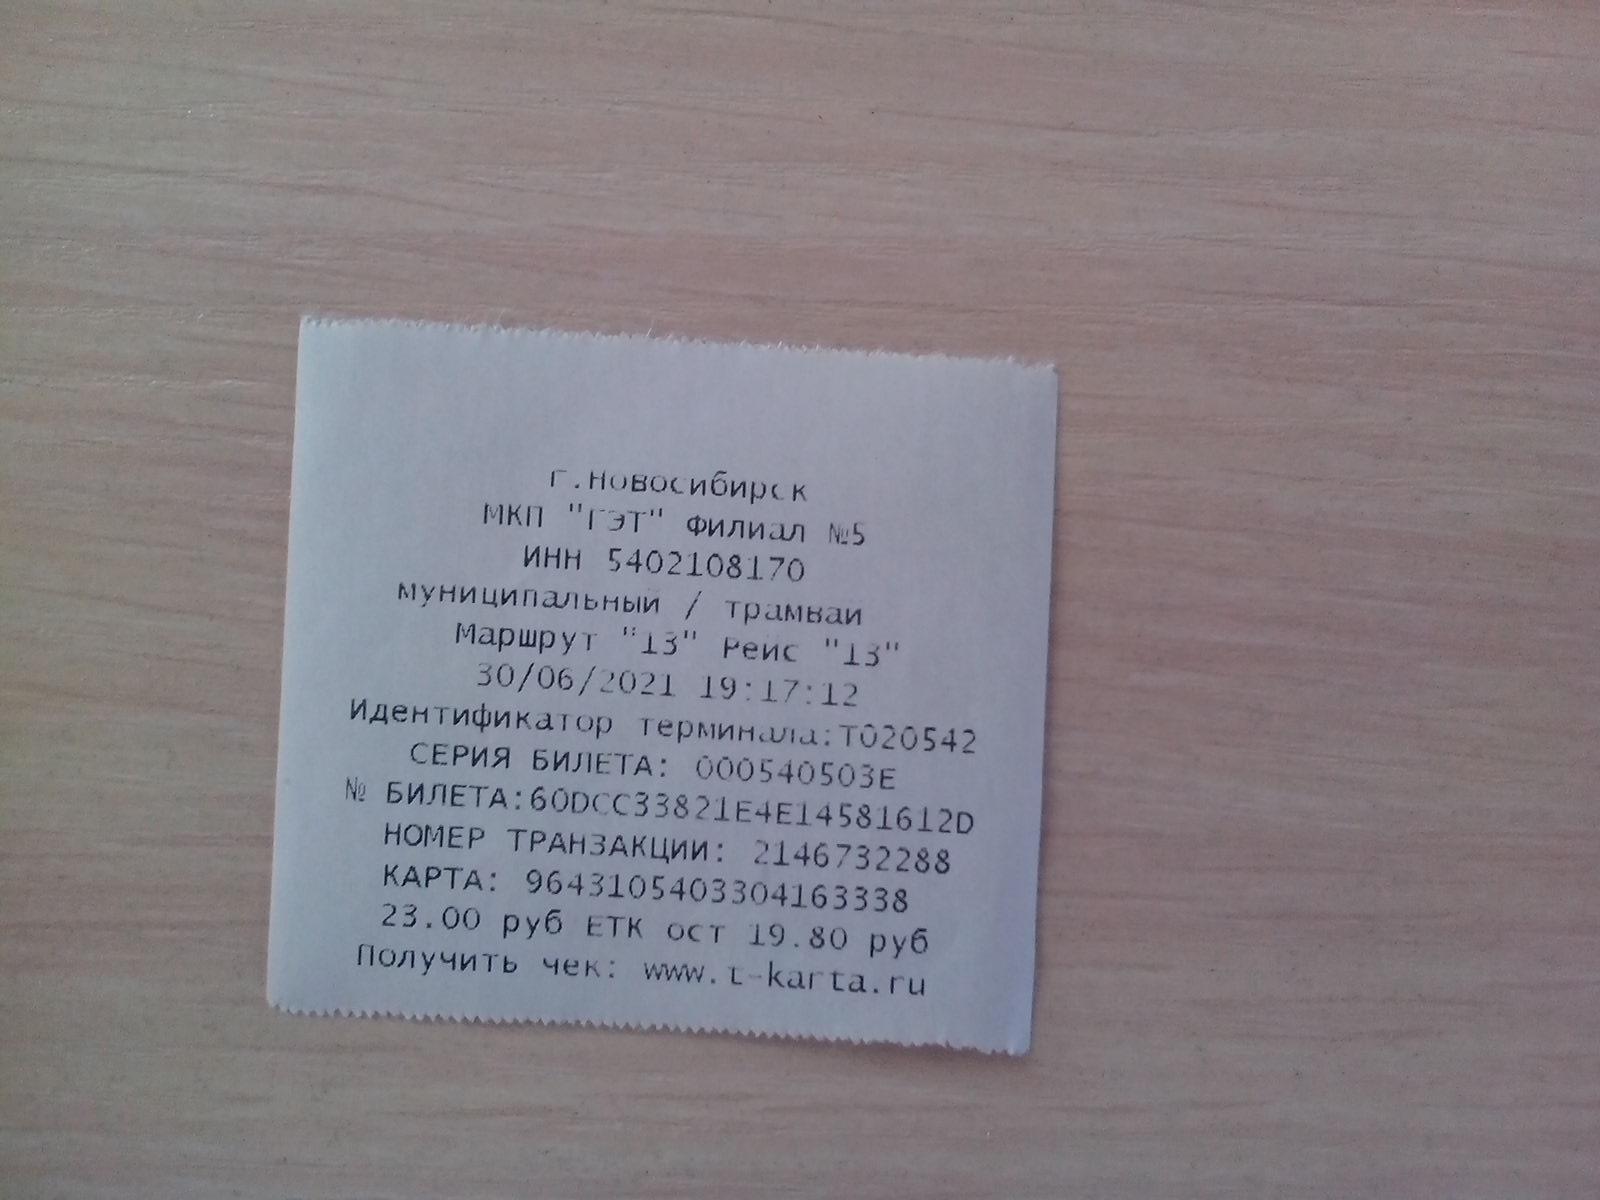 г.Новосибирск
МКП "ГЭТ" Филиал №5
ИНН 5402108170
муниципальный / трамвай
Маршрут "13" Рейс "13"
30/06/2021 19:17:12
Идентификатор терминала:T020542
СЕРИЯ БИЛЕТА: 000540503E
№ БИЛЕТА:60DCC33821E4E14581612D
НОМЕР ТРАНЗАКЦИИ: 2146732288
КАРТА: 9643105403304163338
23.00 руб ЕТК ост 19.80 руб
Получить чек: www.t-karta.ru